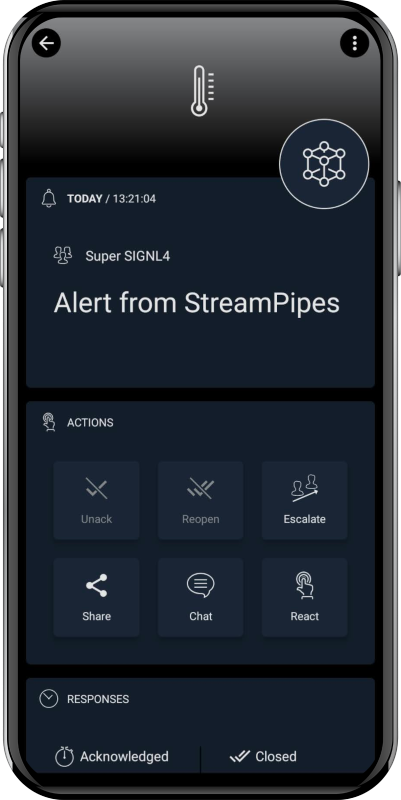 TODAY / 13:21:04
Super SIGNL4
Alert from StreamPipes
ACTIONS
Unack
Reopen
Escalate
Share
Chat
React
RESPONSES
Acknowledged
Closed